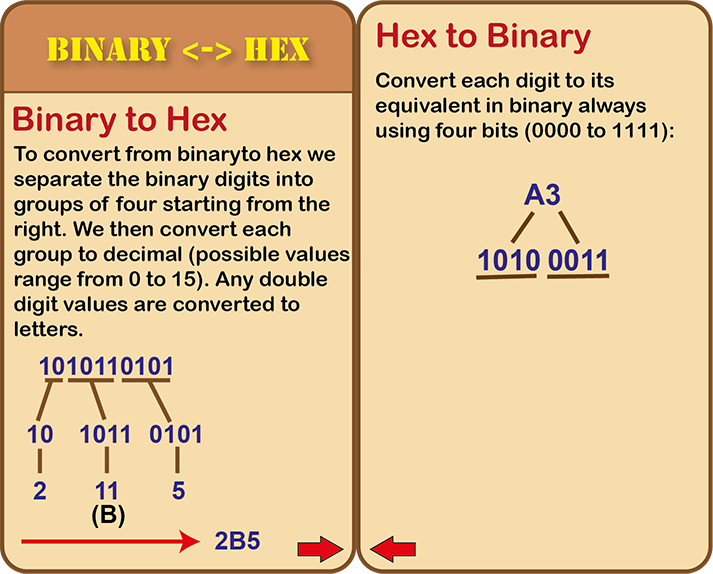 BINARY <-> HEX
Binary to Hex
To convert from binaryto hex we
separate the binary digits into
groups of four starting from the
right. We then convert each
group to decimal (possible values
range from 0 to 15). Any double
digit values are converted to
letters.
1010110101
10 1011 0101
2 11 5
(B)
2B5
Hex to Binary
Convert each digit to its
equivalent in binary always
using four bits (0000 to 1111):
A3
1010 0011